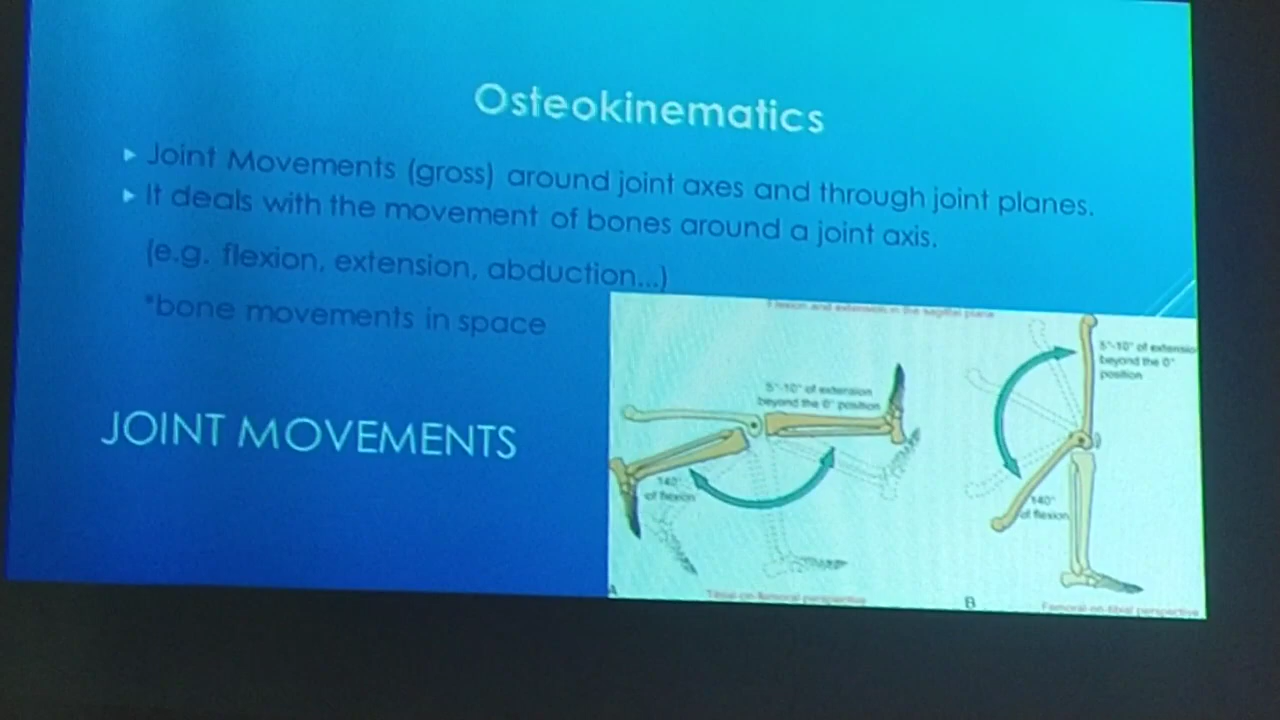 Osteokinematics
Joint Movements (gross) around joint axes and through joint planes.
It deals with the movement of bones around a joint axis.
(e.g. flexion, extension, abduction...)
*bone movements in space
JOINT MOVEMENTS
Flexion and extension in the sagittal plane
5°-10° of extension
beyond the 0° position
140°
of flexion
A
Tibial-on-femoral perspective
5°-10° of extensio
beyond the 0°
position
140°
of flexion
B
Femoral-on-tibial perspective